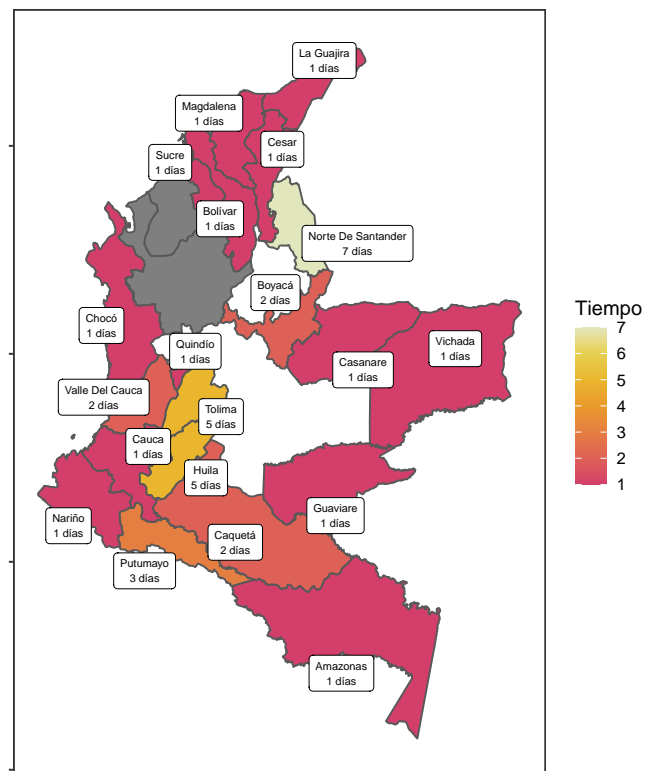 La Guajira
1 días
Magdalena
1 días
Cesar
1 días
Sucre
1 días
Bolívar
1 días
Norte De Santander
7 días
Boyacá
2 días
Chocó
1 días
Quindío
1 días
Casanare
1 días
Vichada
1 días
Valle Del Cauca
2 días
Tolima
5 días
Cauca
1 días
Huila
5 días
Nariño
1 días
Guaviare
1 días
Caquetá
2 días
Putumayo
3 días
Amazonas
1 días
Tiempo
7
6
5
4
3
2
1